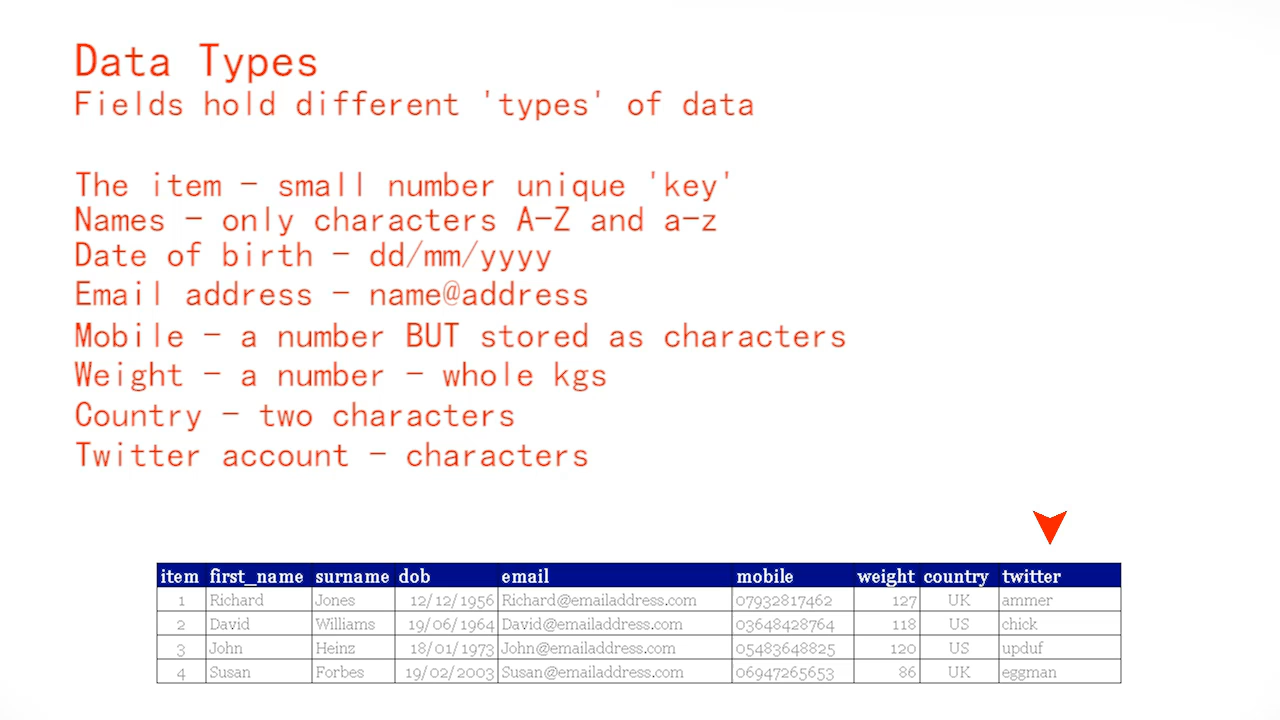 Data Types
Fields hold different 'types' of data
The item - small number unique 'key'
Names - only characters A-Z and a-z
Date of birth - dd/mm/yyyy
Email address - name@address
Mobile - a number BUT stored as characters
Weight - a number - whole kgs
Country - two characters
Twitter account - characters
item first_name surname dob email mobile weight country twitter
1 Richard Jones 12/12/1956 Richard@emailaddress.com 07932817462 127 UK ammer
2 David Williams 19/06/1964 David@emailaddress.com 03648428764 118 US chick
3 John Heinz 18/01/1973 John@emailaddress.com 05483648825 120 US upduf
4 Susan Forbes 19/02/2003 Susan@emailaddress.com 06947265653 86 UK eggman